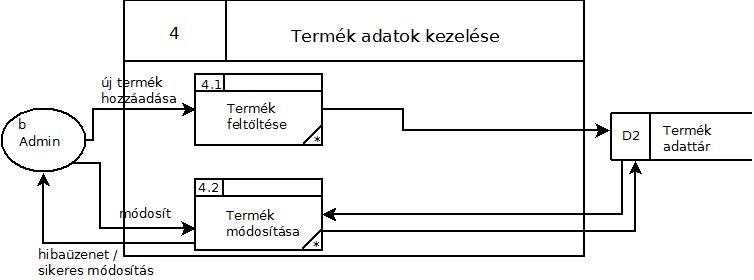 4
Termék adatok kezelése
új termék
hozzáadása
4.1
Termék
feltöltése
*
b
Admin
D2
Termék
adattár
4.2
módosít
Termék
módosítása
*
hibaüzenet /
sikeres módosítás